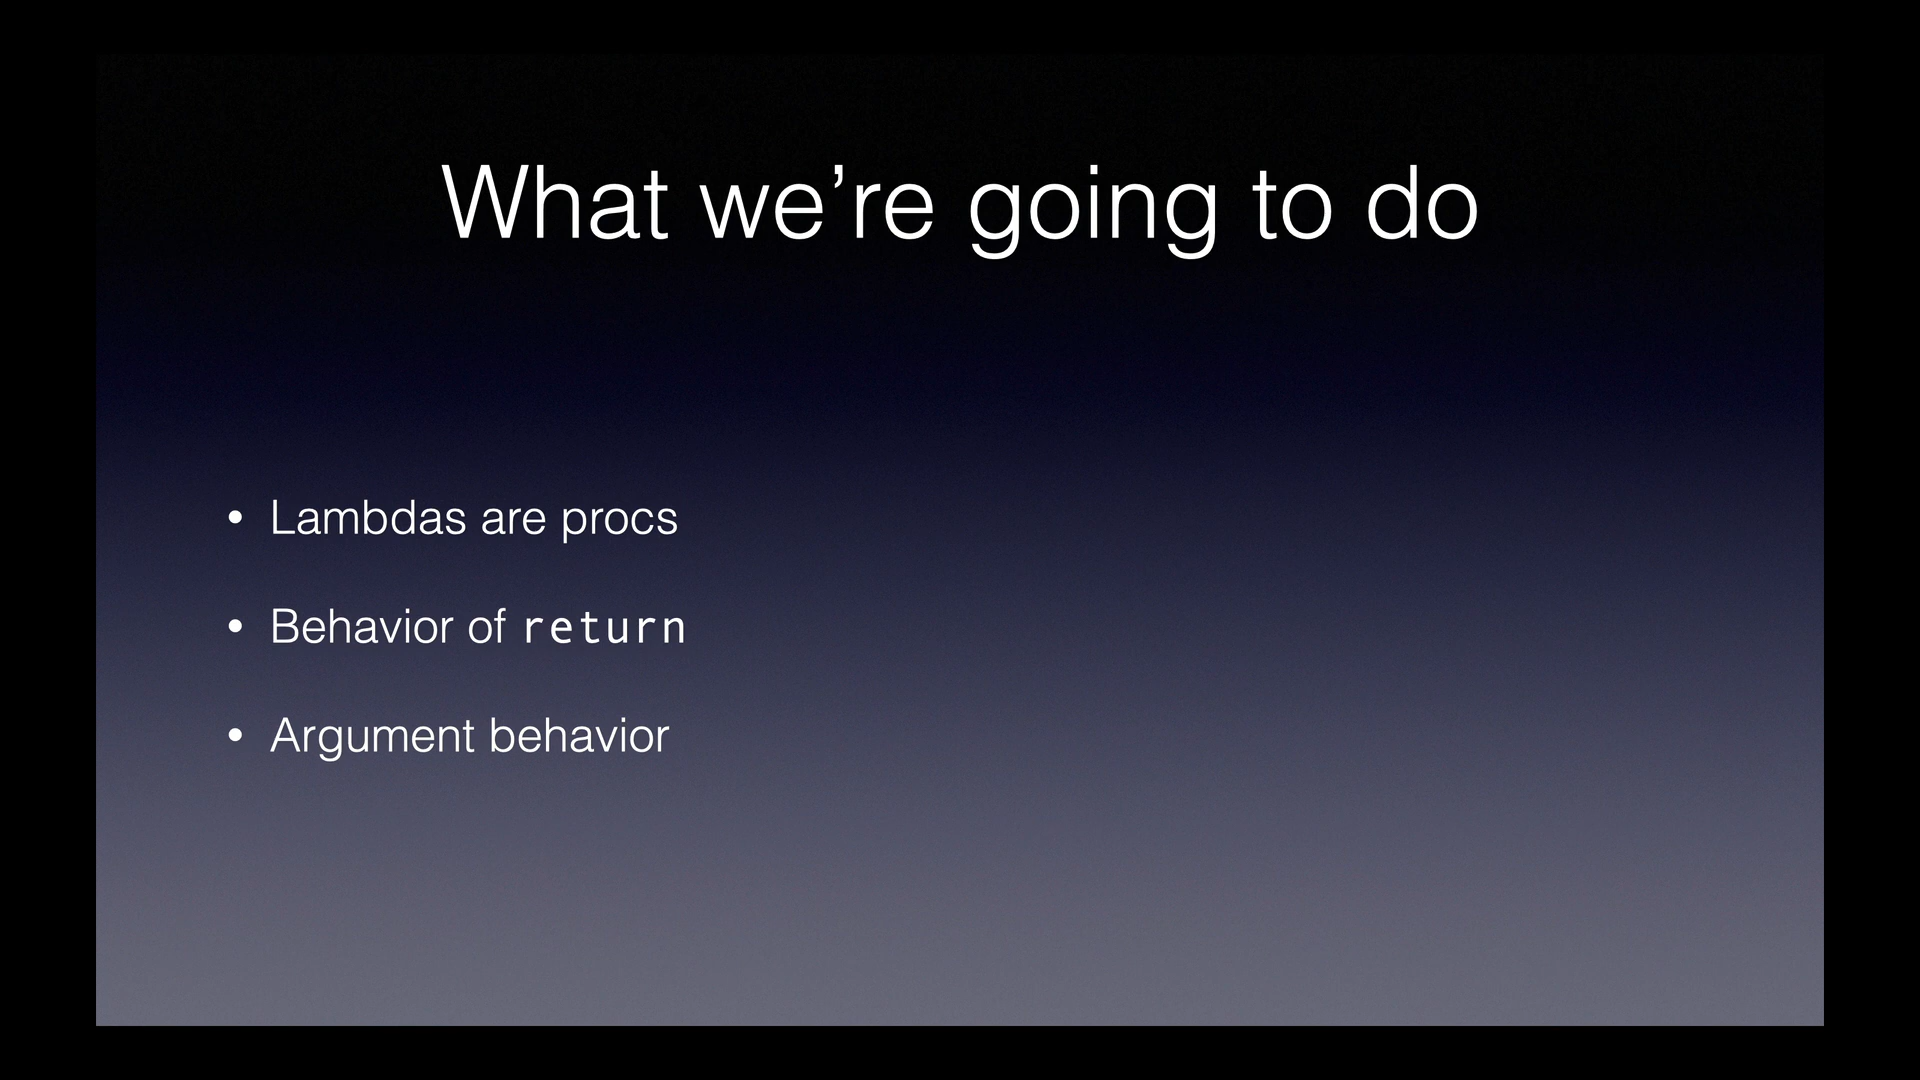 What we’re going to do
• Lambdas are procs
• Behavior of return
• Argument behavior